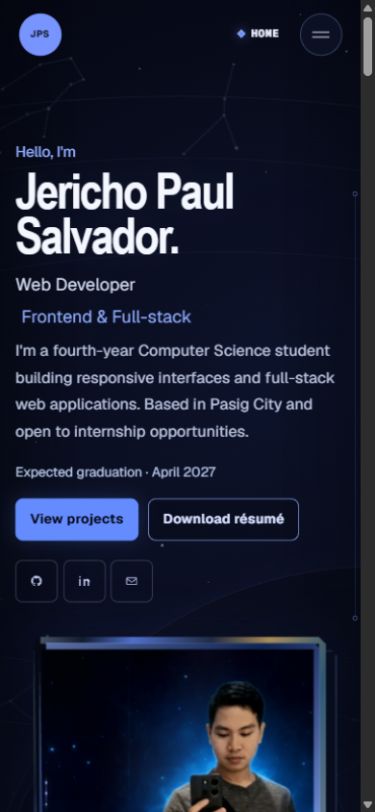 JPS
HOME
Hello, I'm
Jericho Paul
Salvador.
Web Developer
Frontend & Full-stack
I'm a fourth-year Computer Science student
building responsive interfaces and full-stack
web applications. Based in Pasig City and
open to internship opportunities.
Expected graduation · April 2027
View projects
Download résumé
in